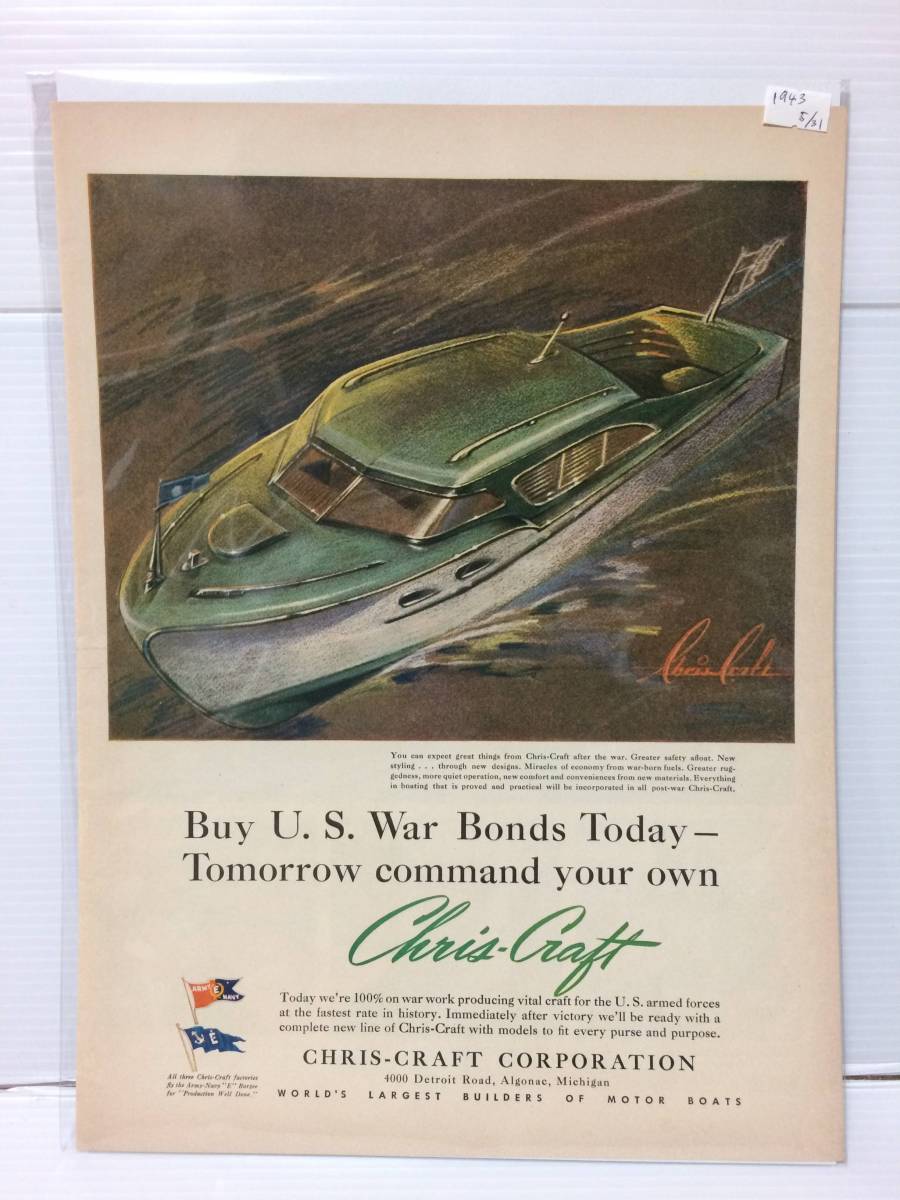 1943
5/31
Chris Craft
You can expect great things from Chris-Craft after the war. Greater safety afloat. New
styling . . . through new designs. Miracles of economy from war-born fuels. Greater rug-
gedness, more quiet operation, new comfort and conveniences from new materials. Everything
in boating that is proved and practical will be incorporated in all post-war Chris-Craft.
Buy U. S. War Bonds Today—
Tomorrow command your own
Chris-Craft
ARMY E NAVY
E
All three Chris-Craft factories
fly the Army-Navy "E" Burgee
for "Production Well Done."
Today we're 100% on war work producing vital craft for the U. S. armed forces
at the fastest rate in history. Immediately after victory we'll be ready with a
complete new line of Chris-Craft with models to fit every purse and purpose.
CHRIS-CRAFT CORPORATION
4000 Detroit Road, Algonac, Michigan
WORLD'S LARGEST BUILDERS OF MOTOR BOATS